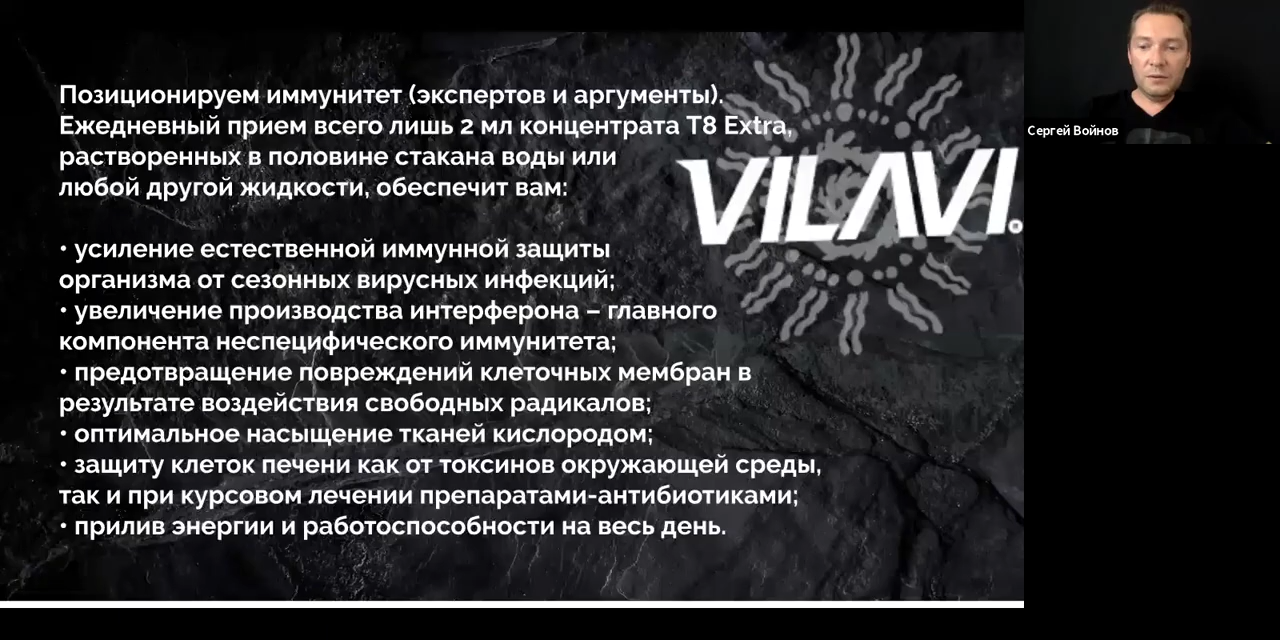 Позиционируем иммунитет (экспертов и аргументы).
Ежедневный прием всего лишь 2 мл концентрата T8 Extra,
растворенных в половине стакана воды или
любой другой жидкости, обеспечит вам:
• усиление естественной иммунной защиты
организма от сезонных вирусных инфекций;
• увеличение производства интерферона – главного
компонента неспецифического иммунитета;
• предотвращение повреждений клеточных мембран в
результате воздействия свободных радикалов;
• оптимальное насыщение тканей кислородом;
• защиту клеток печени как от токсинов окружающей среды,
так и при курсовом лечении препаратами-антибиотиками;
• прилив энергии и работоспособности на весь день.
VILAVI®
Сергей Войнов